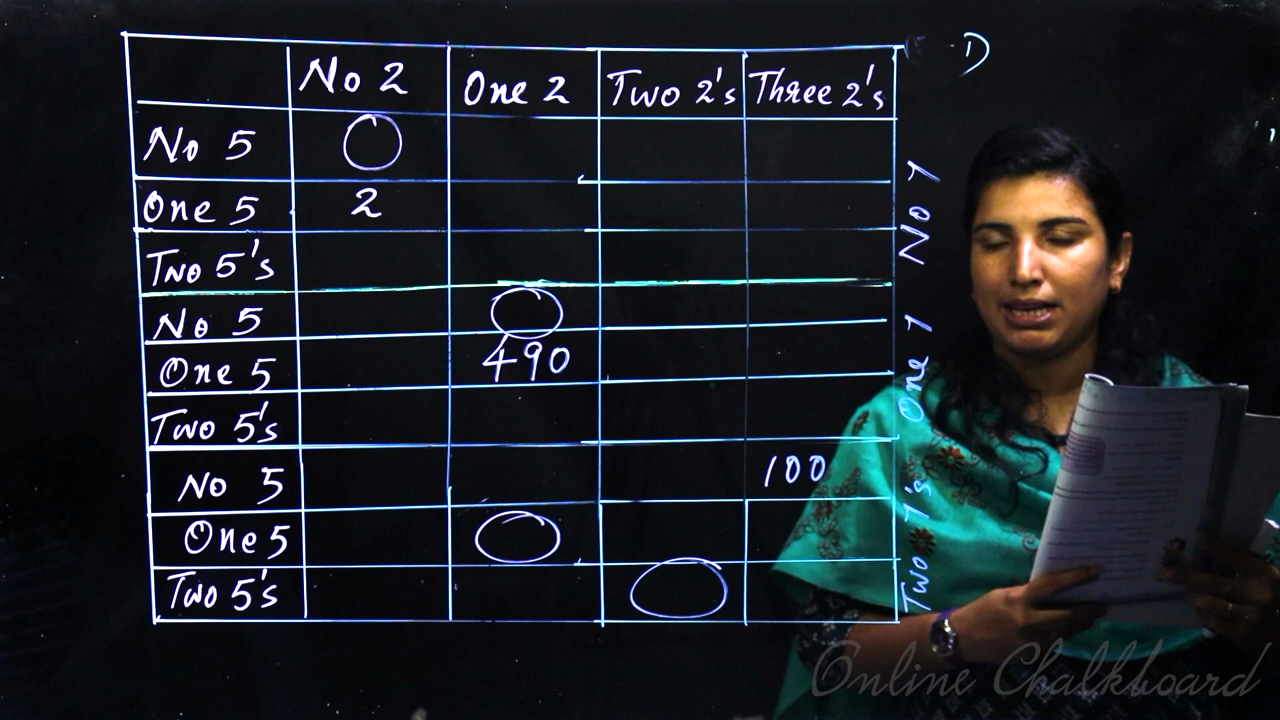 No 2 One 2 Two 2's Three 2's
No 5
One 5 2
Two 5's
No 5
One 5 490
Two 5's
No 5 100
One 5
Two 5's
No 1
One 1
Two 1's
Online Chalkboard